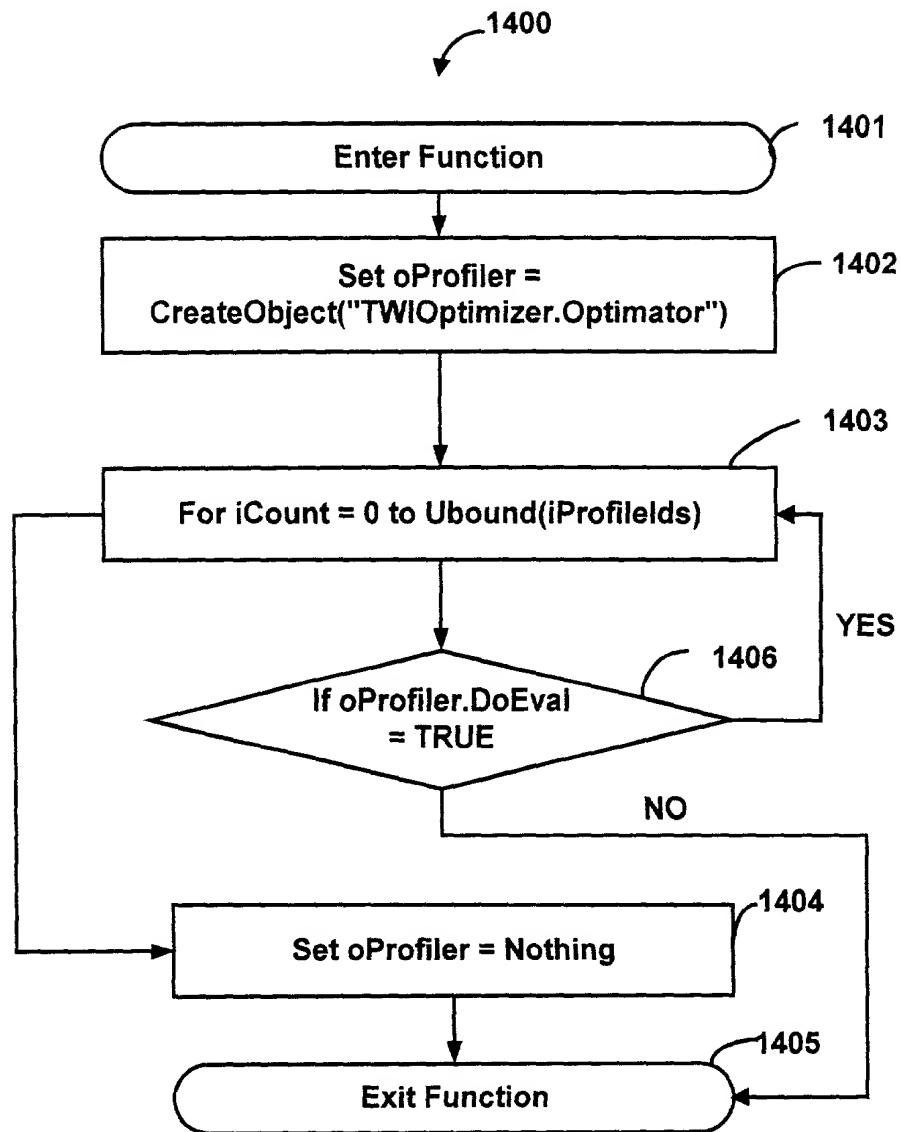 1400
1401
Enter Function
1402
Set oProfiler =
CreateObject("TWIOptimizer.Optimator")
1403
For iCount = 0 to Ubound(iProfileIds)
YES
1406
If oProfiler.DoEval
= TRUE
NO
1404
Set oProfiler = Nothing
1405
Exit Function